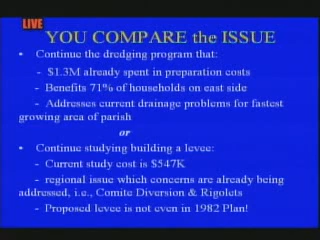 LIVE
YOU COMPARE the ISSUE
• Continue the dredging program that:
- $1.3M already spent in preparation costs
- Benefits 71% of households on east side
- Addresses current drainage problems for fastest
growing area of parish
or
• Continue studying building a levee:
- Current study cost is $547K
- regional issue which concerns are already being
addressed, i.e., Comite Diversion & Rigolets
- Proposed levee is not even in 1982 Plan!